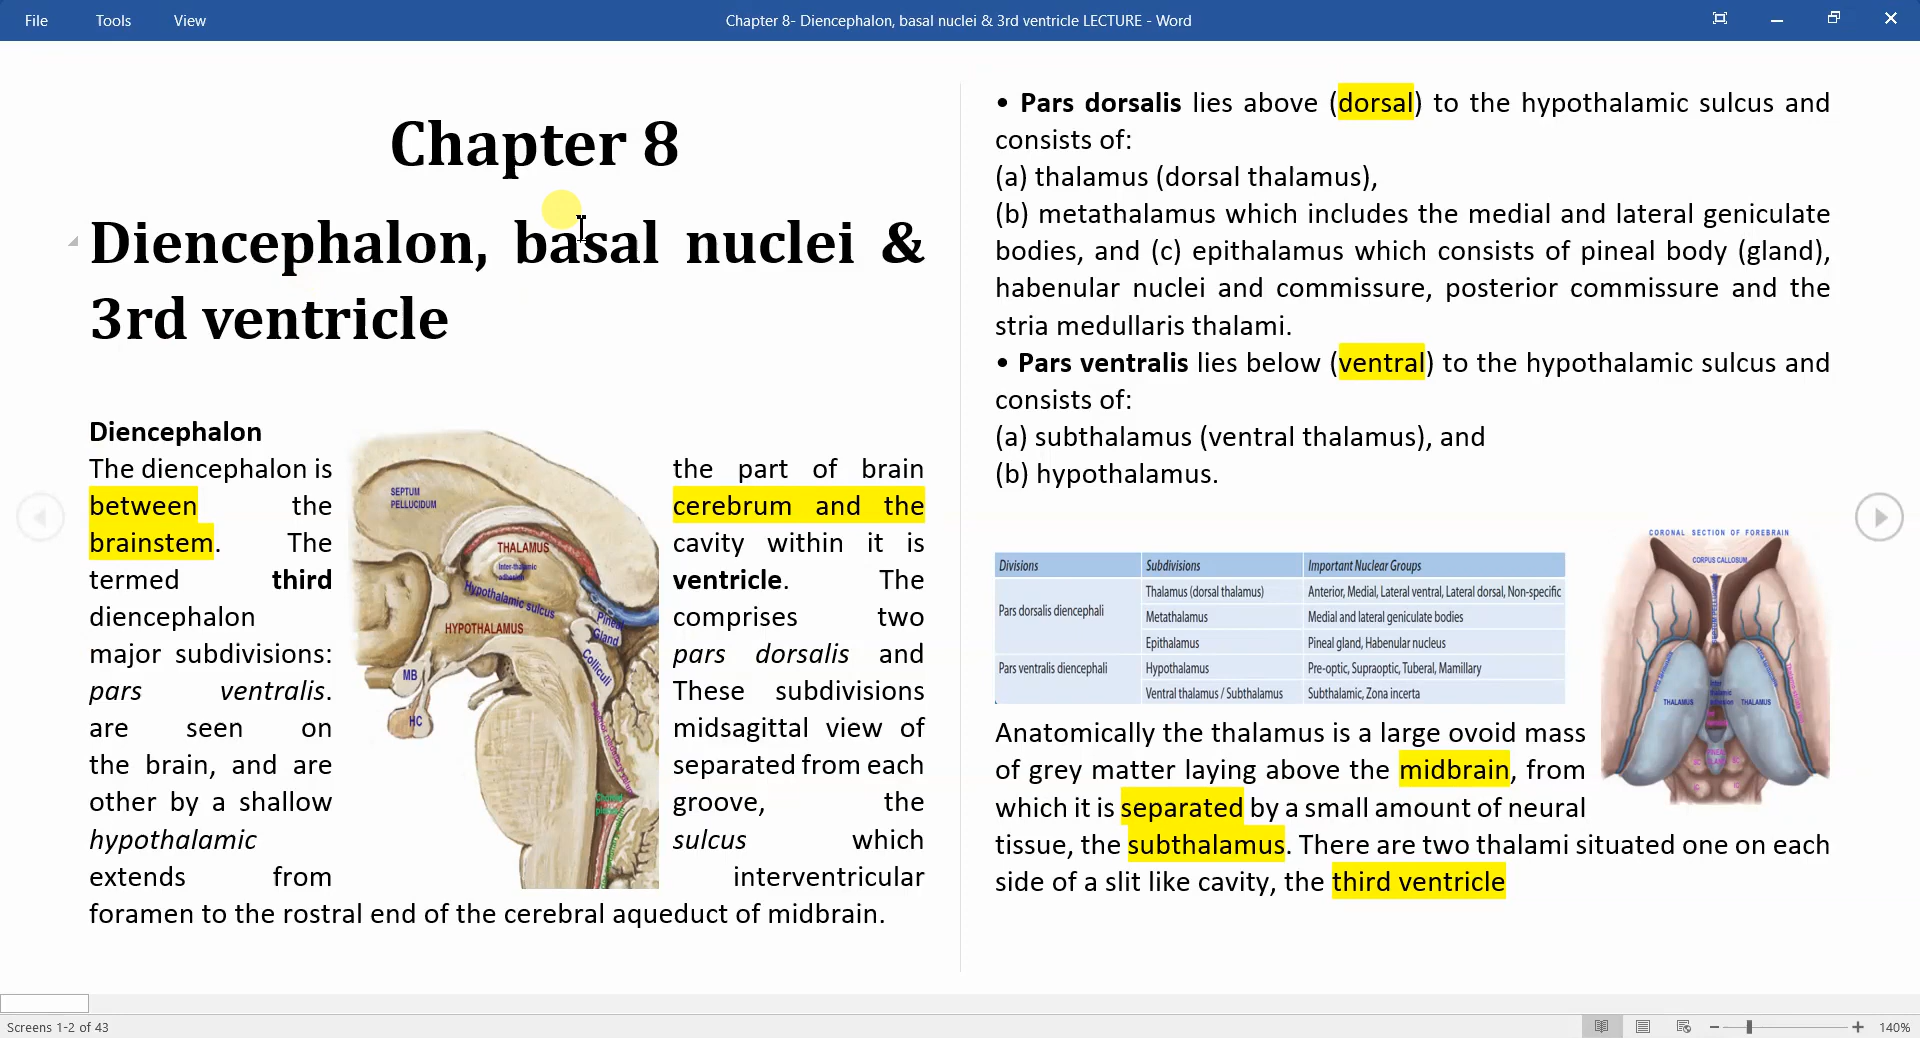 File Tools View
Chapter 8- Diencephalon, basal nuclei & 3rd ventricle LECTURE - Word
Chapter 8
Diencephalon, basal nuclei &
3rd ventricle
Diencephalon
The diencephalon is the part of brain
between the cerebrum and the
brainstem. The cavity within it is
termed third ventricle. The
diencephalon comprises two
major subdivisions: pars dorsalis and
pars ventralis. These subdivisions
are seen on midsagittal view of
the brain, and are separated from each
other by a shallow groove, the
hypothalamic sulcus which
extends from interventricular
foramen to the rostral end of the cerebral aqueduct of midbrain.
SEPTUM
PELLUCIDUM
THALAMUS
Inter-thalamic
adhesion
Hypothalamic sulcus
HYPOTHALAMUS
Pineal
Gland
Colliculi
MB
HC
• Pars dorsalis lies above (dorsal) to the hypothalamic sulcus and
consists of:
(a) thalamus (dorsal thalamus),
(b) metathalamus which includes the medial and lateral geniculate
bodies, and (c) epithalamus which consists of pineal body (gland),
habenular nuclei and commissure, posterior commissure and the
stria medullaris thalami.
• Pars ventralis lies below (ventral) to the hypothalamic sulcus and
consists of:
(a) subthalamus (ventral thalamus), and
(b) hypothalamus.
Divisions Subdivisions Important Nuclear Groups
Pars dorsalis diencephali Thalamus (dorsal thalamus) Anterior, Medial, Lateral ventral, Lateral dorsal, Non-specific
Metathalamus Medial and lateral geniculate bodies
Epithalamus Pineal gland, Habenular nucleus
Pars ventralis diencephali Hypothalamus Pre-optic, Supraoptic, Tuberal, Mamillary
Ventral thalamus / Subthalamus Subthalamic, Zona incerta
CORONAL SECTION OF FOREBRAIN
CORPUS CALLOSUM
THALAMUS THALAMUS
Anatomically the thalamus is a large ovoid mass
of grey matter laying above the midbrain, from
which it is separated by a small amount of neural
tissue, the subthalamus. There are two thalami situated one on each
side of a slit like cavity, the third ventricle
Screens 1-2 of 43
140%